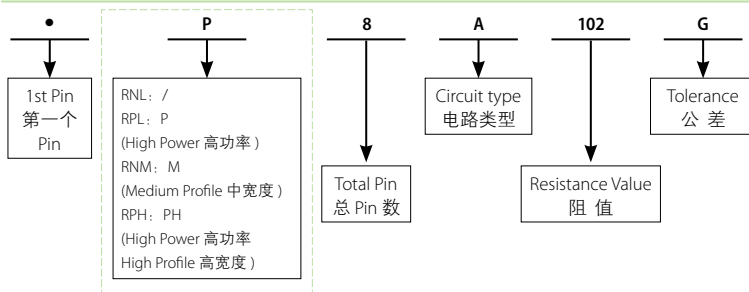 • P 8 A 102 G
1st Pin
第一个
Pin
RNL：/
RPL：P
(High Power 高功率)
RNM：M
(Medium Profile 中宽度)
RPH：PH
(High Power 高功率
High Profile 高宽度)
Total Pin
总 Pin 数
Circuit type
电路类型
Resistance Value
阻 值
Tolerance
公 差